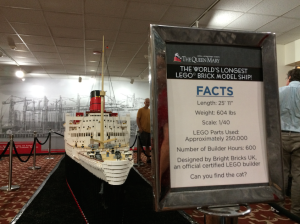 THE QUEEN MARY
THE WORLD'S LONGEST
LEGO® BRICK MODEL SHIP!
FACTS
Length: 25' 11"
Weight: 604 lbs
Scale: 1/40
LEGO Parts Used:
Approximately 250,000
Number of Builder Hours: 600
Designed by Bright Bricks UK,
an official certified LEGO builder
Can you find the cat?